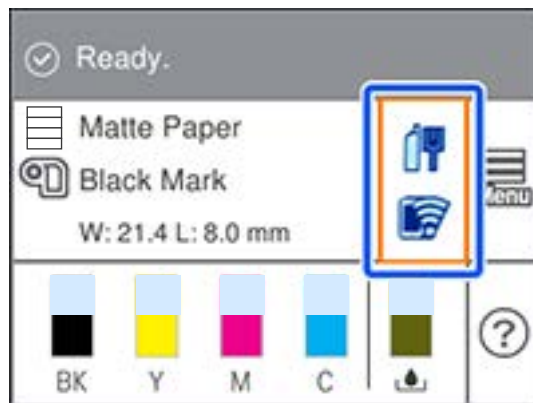 Ready.
Matte Paper
Black Mark
Menu
W: 21.4 L: 8.0 mm
BK Y M C
?